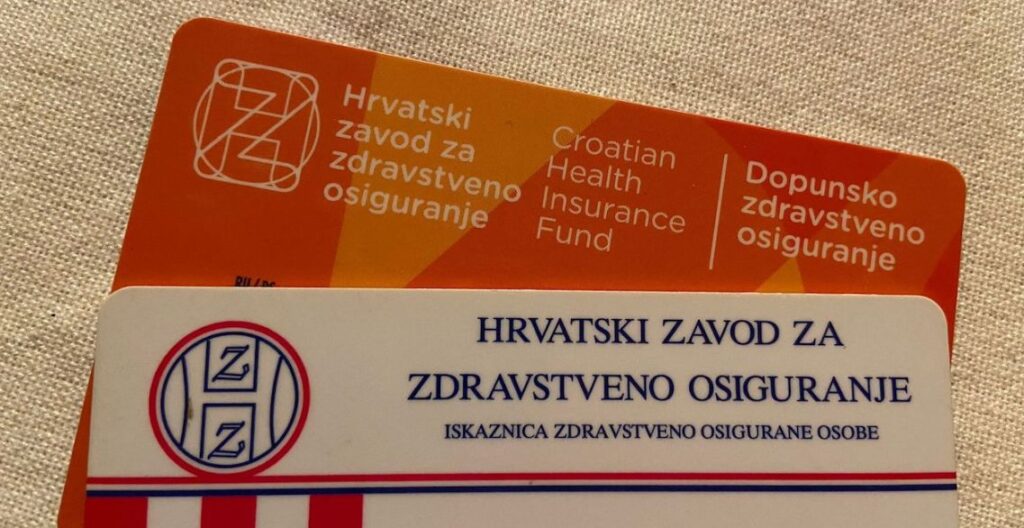 Hrvatski
zavod za
zdravstveno
osiguranje
Croatian
Health
Insurance
Fund
Dopunsko
zdravstveno
osiguranje
HRVATSKI ZAVOD ZA
ZDRAVSTVENO OSIGURANJE
ISKAZNICA ZDRAVSTVENO OSIGURANE OSOBE
Z
Z